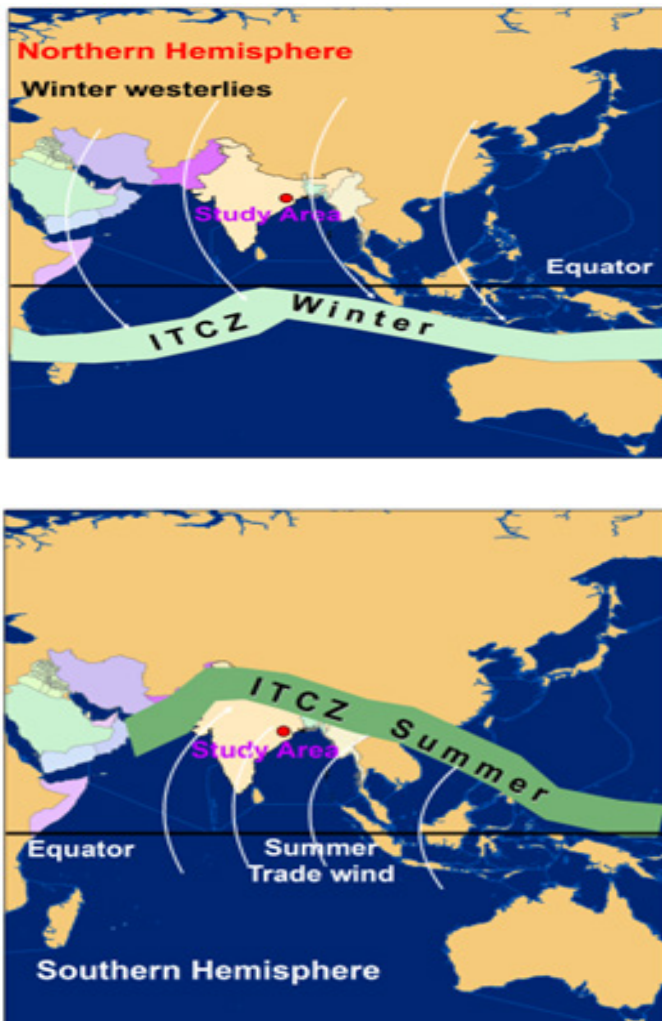 Northern Hemisphere
Winter westerlies
Study Area
Equator
ITCZ Winter
ITCZ Summer
Study Area
Equator
Summer
Trade wind
Southern Hemisphere